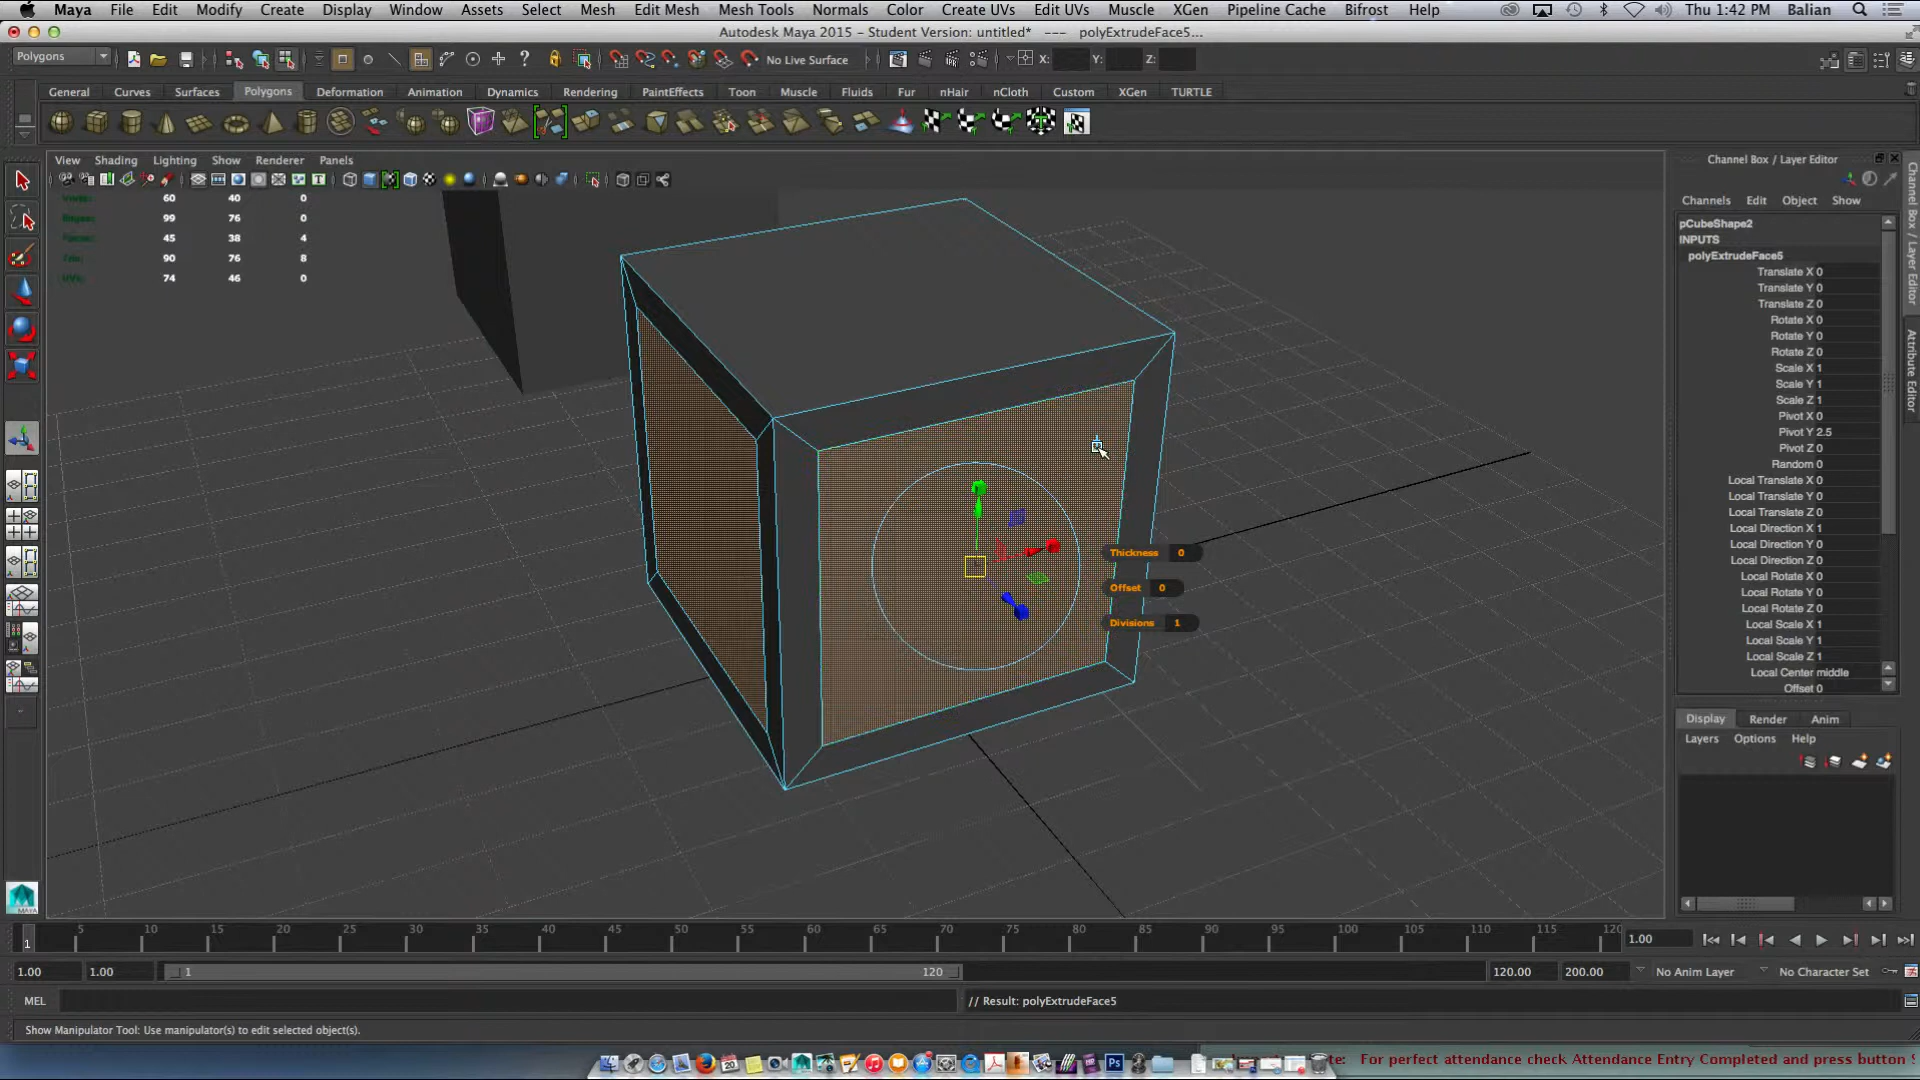 Maya File Edit Modify Create Display Window Assets Select Mesh Edit Mesh Mesh Tools Normals Color Create UVs Edit UVs Muscle XGen Pipeline Cache Bifrost Help Thu 1:42 PM Balian
Autodesk Maya 2015 - Student Version: untitled* --- polyExtrudeFace5...
Polygons No Live Surface X: Y: Z:
General Curves Surfaces Polygons Deformation Animation Dynamics Rendering PaintEffects Toon Muscle Fluids Fur nHair nCloth Custom XGen TURTLE
View Shading Lighting Show Renderer Panels
60 40 0
99 76 0
45 38 4
90 76 8
74 46 0
Thickness 0
Offset 0
Divisions 1
Channel Box / Layer Editor
Channels Edit Object Show
pCubeShape2
INPUTS
polyExtrudeFace5
Translate X 0
Translate Y 0
Translate Z 0
Rotate X 0
Rotate Y 0
Rotate Z 0
Scale X 1
Scale Y 1
Scale Z 1
Pivot X 0
Pivot Y 2.5
Pivot Z 0
Random 0
Local Translate X 0
Local Translate Y 0
Local Translate Z 0
Local Direction X 1
Local Direction Y 0
Local Direction Z 0
Local Rotate X 0
Local Rotate Y 0
Local Rotate Z 0
Local Scale X 1
Local Scale Y 1
Local Scale Z 1
Local Center middle
Offset 0
Channel Box / Layer Editor
Attribute Editor
Display Render Anim
Layers Options Help
MAYA
1 5 10 15 20 25 30 35 40 45 50 55 60 65 70 75 80 85 90 95 100 105 110 115 120 1.00
1.00 1.00 1 120 120.00 200.00 No Anim Layer No Character Set
MEL // Result: polyExtrudeFace5
Show Manipulator Tool: Use manipulator(s) to edit selected object(s).
For perfect attendance check Attendance Entry Completed and press button